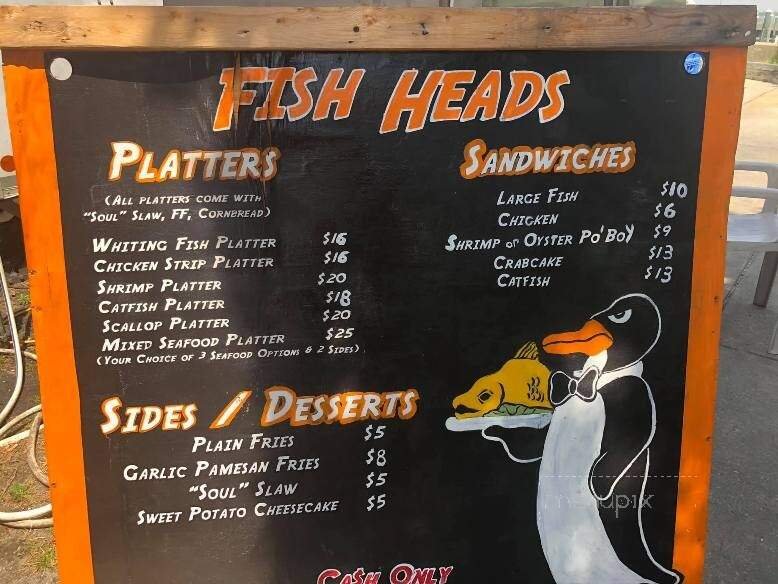 FISH HEADS
PLATTERS
(ALL PLATTERS COME WITH
"SOUL" SLAW, FF, CORNBREAD)
WHITING FISH PLATTER $16
CHICKEN STRIP PLATTER $16
SHRIMP PLATTER $20
CATFISH PLATTER $18
SCALLOP PLATTER $20
MIXED SEAFOOD PLATTER $25
(YOUR CHOICE OF 3 SEAFOOD OPTIONS & 2 SIDES)
SIDES / DESSERTS
PLAIN FRIES $5
GARLIC PAMESAN FRIES $8
"SOUL" SLAW $5
SWEET POTATO CHEESECAKE $5
SANDWICHES
LARGE FISH $10
CHICKEN $6
SHRIMP or OYSTER PO'BOY $9
CRABCAKE $13
CATFISH $13
CA$H ONLY
menupix